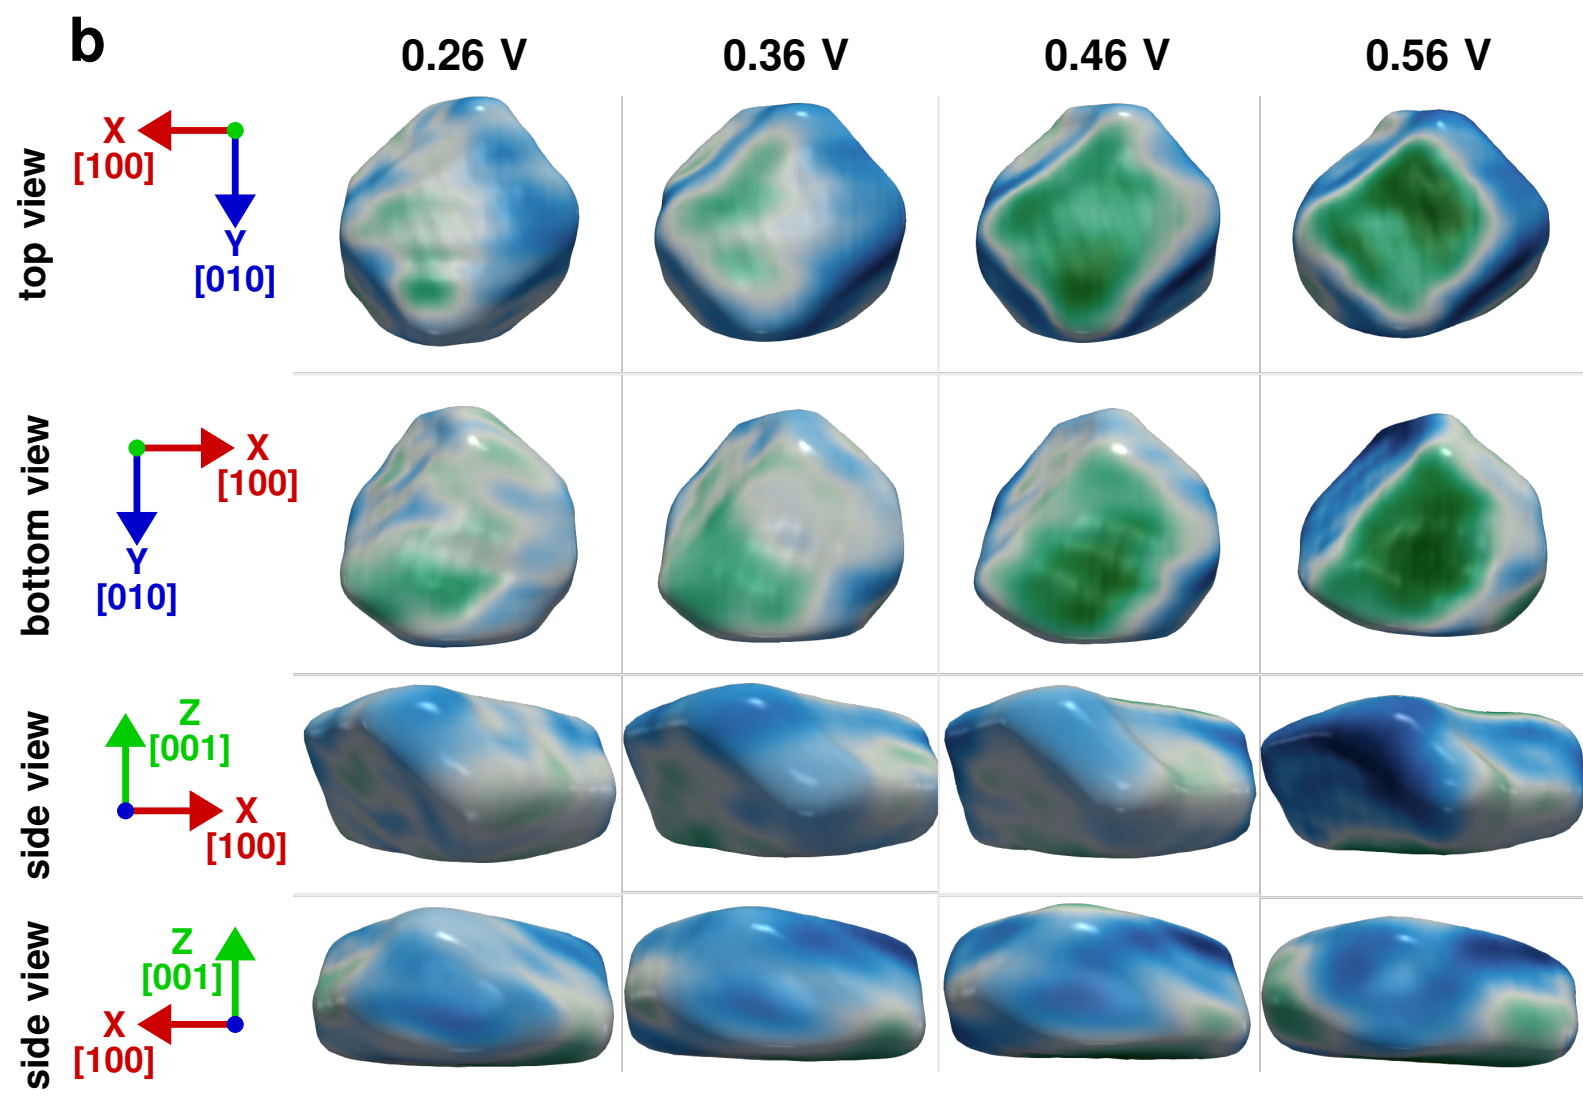 b
0.26 V 0.36 V 0.46 V 0.56 V
top view
X
[100]
Y
[010]
bottom view
X
[100]
Y
[010]
side view
Z
[001]
X
[100]
side view
Z
[001]
X
[100]